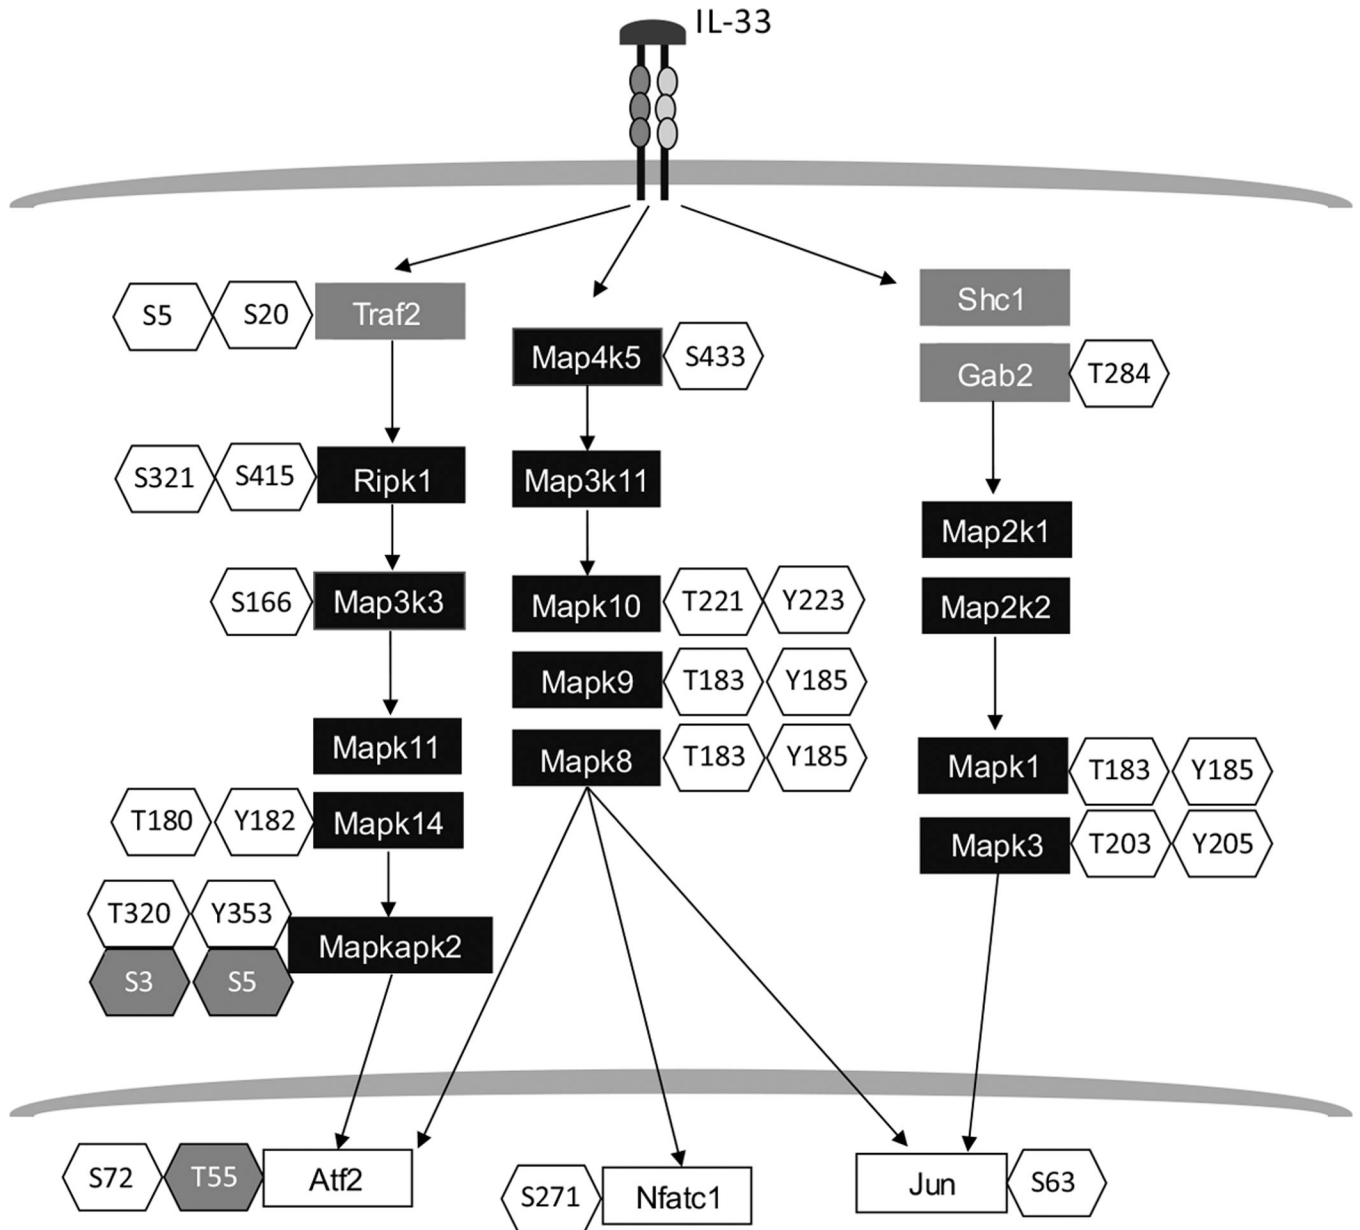 IL-33
S5 S20 Traf2
Shc1
Map4k5 S433
Gab2 T284
S321 S415 Ripk1
Map3k11
Map2k1
S166 Map3k3
Mapk10 T221 Y223
Map2k2
Mapk9 T183 Y185
Mapk11
Mapk8 T183 Y185
Mapk1 T183 Y185
T180 Y182 Mapk14
Mapk3 T203 Y205
T320 Y353
Mapkapk2
S3 S5
S72 T55 Atf2
S271 Nfatc1
Jun S63